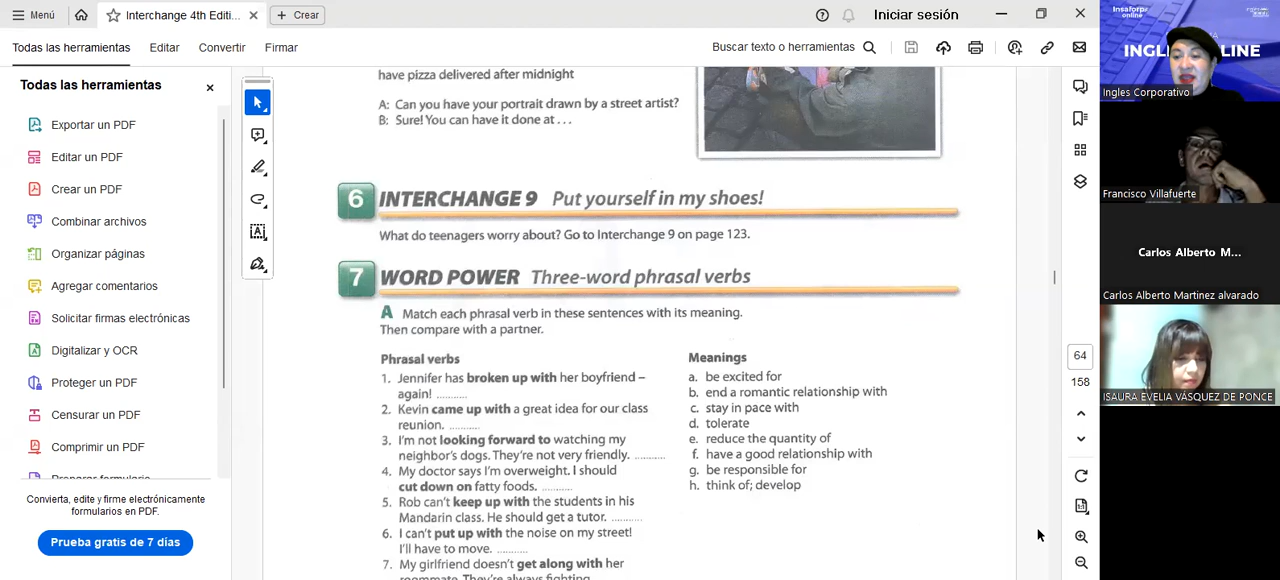 Menú
Interchange 4th Editi...
Crear
Iniciar sesión
Todas las herramientas
Editar
Convertir
Firmar
Buscar texto o herramientas
Todas las herramientas
Exportar un PDF
Editar un PDF
Crear un PDF
Combinar archivos
Organizar páginas
Agregar comentarios
Solicitar firmas electrónicas
Digitalizar y OCR
Proteger un PDF
Censurar un PDF
Comprimir un PDF
Preparar formulario
Convierta, edite y firme electrónicamente
formularios en PDF.
Prueba gratis de 7 días
have pizza delivered after midnight
A: Can you have your portrait drawn by a street artist?
B: Sure! You can have it done at . . .
6 INTERCHANGE 9 Put yourself in my shoes!
What do teenagers worry about? Go to Interchange 9 on page 123.
7 WORD POWER Three-word phrasal verbs
A Match each phrasal verb in these sentences with its meaning.
Then compare with a partner.
Phrasal verbs
1. Jennifer has broken up with her boyfriend –
again! ...........
2. Kevin came up with a great idea for our class
reunion. ...........
3. I'm not looking forward to watching my
neighbor's dogs. They're not very friendly. ...........
4. My doctor says I'm overweight. I should
cut down on fatty foods. ...........
5. Rob can't keep up with the students in his
Mandarin class. He should get a tutor. ...........
6. I can't put up with the noise on my street!
I'll have to move. ...........
7. My girlfriend doesn't get along with her
roommate. They're always fighting.
Meanings
a. be excited for
b. end a romantic relationship with
c. stay in pace with
d. tolerate
e. reduce the quantity of
f. have a good relationship with
g. be responsible for
h. think of; develop
64
158
Insaforp
online
INGL
LINE
Ingles Corporativo
Francisco Villafuerte
Carlos Alberto M...
Carlos Alberto Martinez alvarado
ISAURA EVELIA VÁSQUEZ DE PONCE